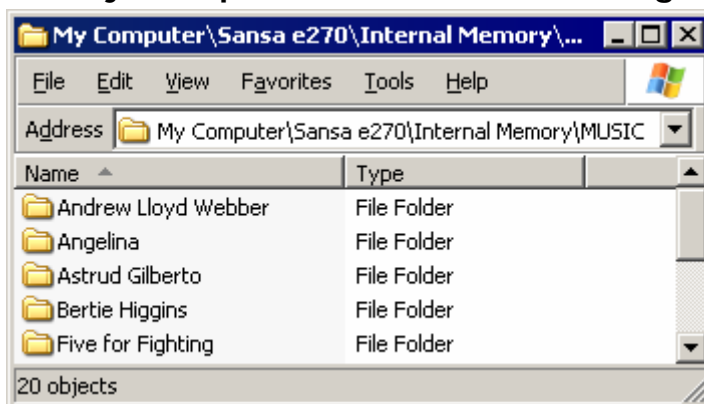 My Computer\Sansa e270\Internal Memory\...
File Edit View Favorites Tools Help
Address My Computer\Sansa e270\Internal Memory\MUSIC
Name Type
Andrew Lloyd Webber File Folder
Angelina File Folder
Astrud Gilberto File Folder
Bertie Higgins File Folder
Five for Fighting File Folder
20 objects